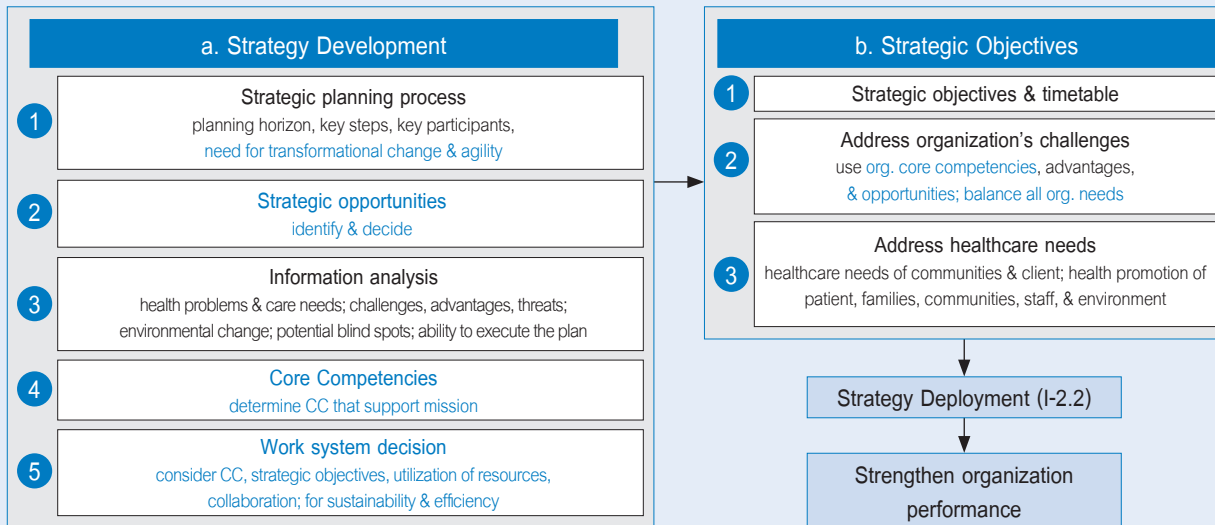 a. Strategy Development
1
Strategic planning process
planning horizon, key steps, key participants,
need for transformational change & agility
2
Strategic opportunities
identify & decide
3
Information analysis
health problems & care needs; challenges, advantages, threats;
environmental change; potential blind spots; ability to execute the plan
4
Core Competencies
determine CC that support mission
5
Work system decision
consider CC, strategic objectives, utilization of resources,
collaboration; for sustainability & efficiency
b. Strategic Objectives
1
Strategic objectives & timetable
2
Address organization's challenges
use org. core competencies, advantages,
& opportunities; balance all org. needs
3
Address healthcare needs
healthcare needs of communities & client; health promotion of
patient, families, communities, staff, & environment
Strategy Deployment (I-2.2)
Strengthen organization
performance